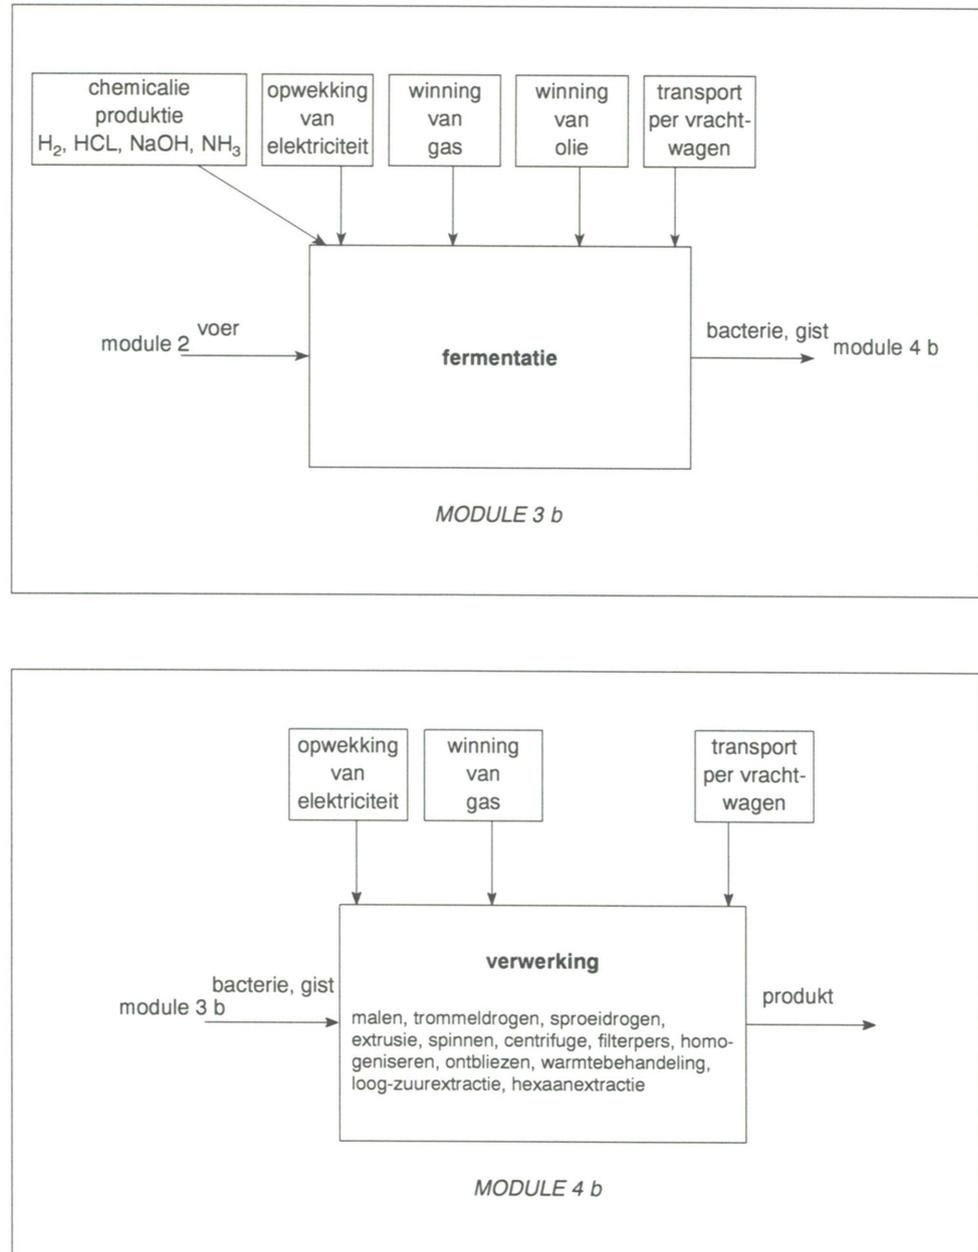 chemicalie
produktie
H₂, HCL, NaOH, NH₃
opwekking
van
elektriciteit
winning
van
gas
winning
van
olie
transport
per vracht-
wagen
module 2
voer
fermentatie
bacterie, gist
module 4 b
MODULE 3 b
opwekking
van
elektriciteit
winning
van
gas
transport
per vracht-
wagen
module 3 b
bacterie, gist
verwerking
malen, trommeldrogen, sproeidrogen,
extrusie, spinnen, centrifuge, filterpers, homo-
geniseren, ontbliezen, warmtebehandeling,
loog-zuurextractie, hexaanextractie
produkt
MODULE 4 b